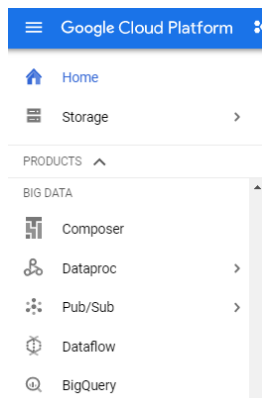 Google Cloud Platform
Home
Storage
PRODUCTS
BIG DATA
Composer
Dataproc
Pub/Sub
Dataflow
BigQuery